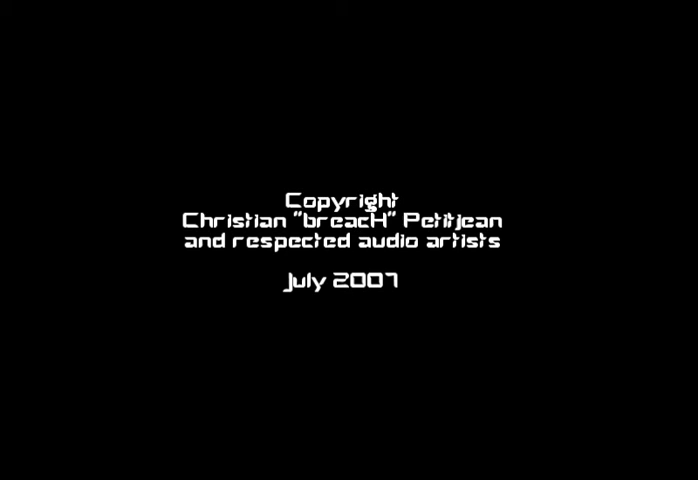 Copyright
Christian "breacH" Petitjean
and respected audio artists
July 2007